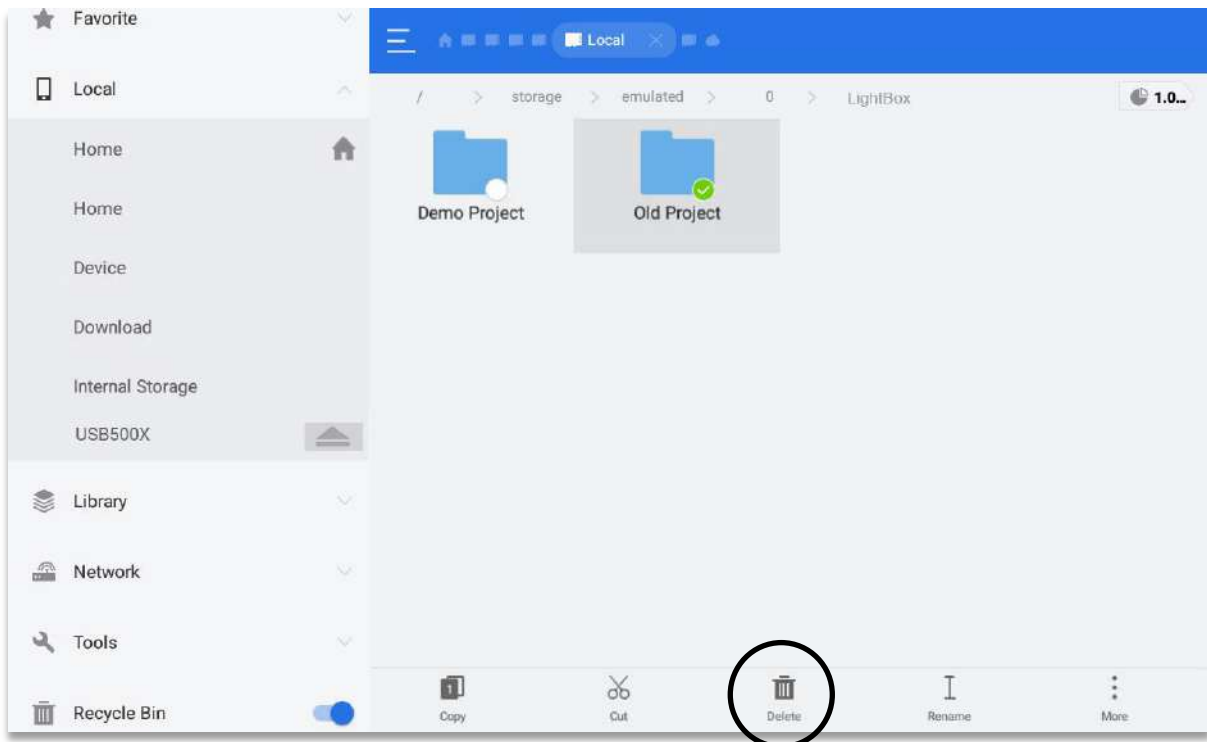 Favorite
Local
Home
Home
Device
Download
Internal Storage
USB500X
Library
Network
Tools
Recycle Bin
Local
/ > storage > emulated > 0 > LightBox
1.0...
Demo Project
Old Project
1
Copy
Cut
Delete
Rename
More